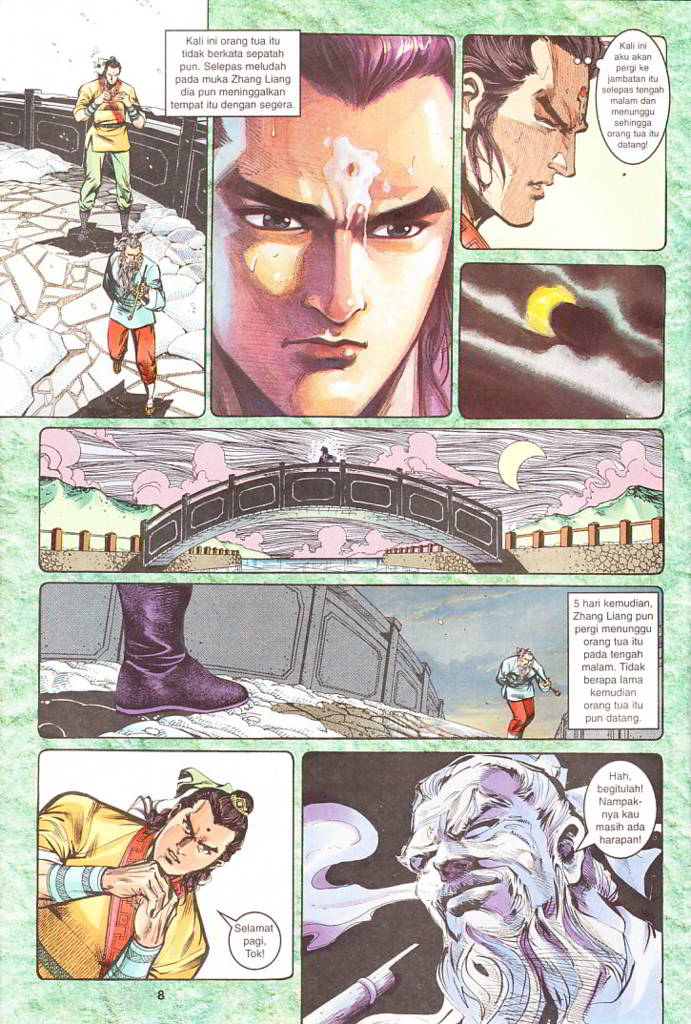 Kali ini orang tua itu
tidak berkata sepatah
pun. Selepas meludah
pada muka Zhang Liang
dia pun meninggalkan
tempat itu dengan segera.
Kali ini
aku akan
pergi ke
jambatan itu
selepas tengah
malam dan
menunggu
sehingga
orang tua itu
datang!
5 hari kemudian,
Zhang Liang pun
pergi menunggu
orang tua itu
pada tengah
malam. Tidak
berapa lama
kemudian
orang tua itu
pun datang.
Selamat
pagi,
Tok!
Hah,
begitulah!
Nampak-
nya kau
masih ada
harapan!
8